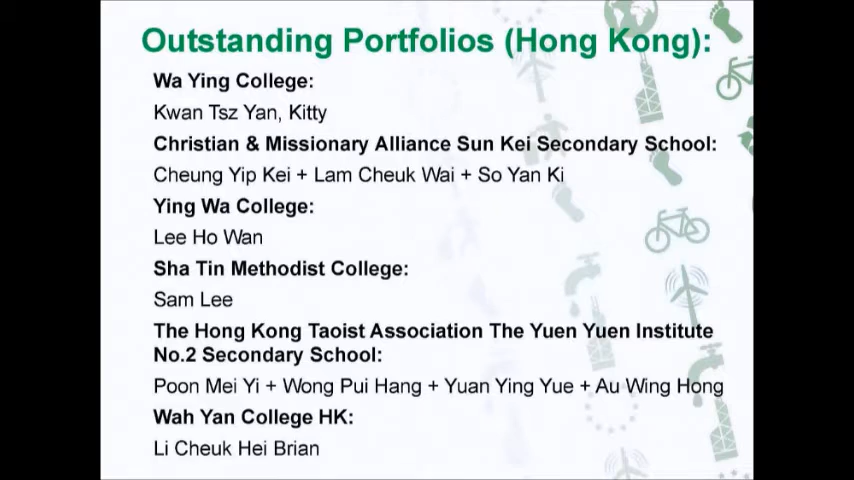 Outstanding Portfolios (Hong Kong):
Wa Ying College:
Kwan Tsz Yan, Kitty
Christian & Missionary Alliance Sun Kei Secondary School:
Cheung Yip Kei + Lam Cheuk Wai + So Yan Ki
Ying Wa College:
Lee Ho Wan
Sha Tin Methodist College:
Sam Lee
The Hong Kong Taoist Association The Yuen Yuen Institute
No.2 Secondary School:
Poon Mei Yi + Wong Pui Hang + Yuan Ying Yue + Au Wing Hong
Wah Yan College HK:
Li Cheuk Hei Brian